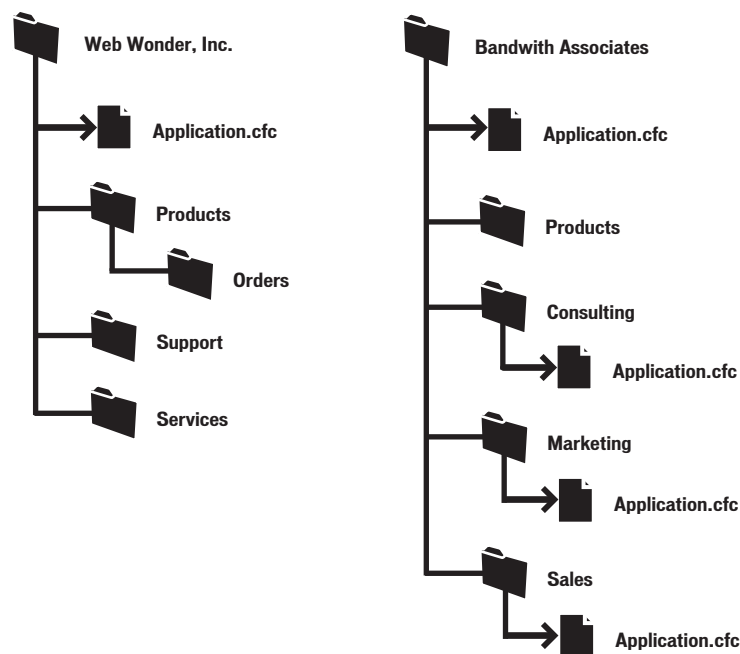 Web Wonder, Inc.
Application.cfc
Products
Orders
Support
Services
Bandwith Associates
Application.cfc
Products
Consulting
Application.cfc
Marketing
Application.cfc
Sales
Application.cfc